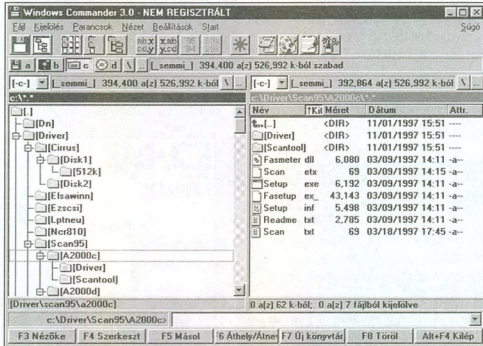 Windows Commander 3.0 - NEM REGISZTRÁLT
Fájl Kijelölés Parancsok Nézet Beállítások Start Súgó
a b c d \ .. [_semmi_] 394,400 a(z) 526,992 k-ból szabad
[-c-] [_semmi_] 394,400 a(z) 526,992 k-ból \ ..
[-c-] [_semmi_] 392,864 a(z) 526,992 k-ból \ ..
c:\*.*
[.]
[Dn]
[Driver]
[Cirrus]
[Disk1]
[512k]
[Disk2]
[Elsawinn]
[Ezscsi]
[Lptneu]
[Ncr810]
[Scan95]
[A2000c]
[Driver]
[Scantool]
[A2000d]
[Driver\scan95\a2000c]
c:\Driver\Scan95\A2000c\*.*
Név ↑Kit Méret Dátum Attr.
[..] <DIR> 11/01/1997 15:51 ----
[Driver] <DIR> 11/01/1997 15:51 ----
[Scantool] <DIR> 11/01/1997 15:51 ----
Fasmeter dll 6,080 03/09/1997 14:11 -a--
Scan etx 69 03/09/1997 14:15 -a--
Setup exe 6,192 03/09/1997 14:11 -a--
Fasetup ex_ 43,143 03/09/1997 14:11 -a--
Setup inf 5,498 03/09/1997 14:11 -a--
Readme txt 2,785 03/09/1997 14:11 -a--
Scan txt 69 03/18/1997 17:45 -a--
0 a(z) 62 k-ból; 0 a(z) 7 fájlból kijelölve
c:\Driver\Scan95\A2000c>
F3 Nézőke F4 Szerkeszt F5 Másol F6 Áthely/Átnev F7 Új könyvtár F8 Töröl Alt+F4 Kilép